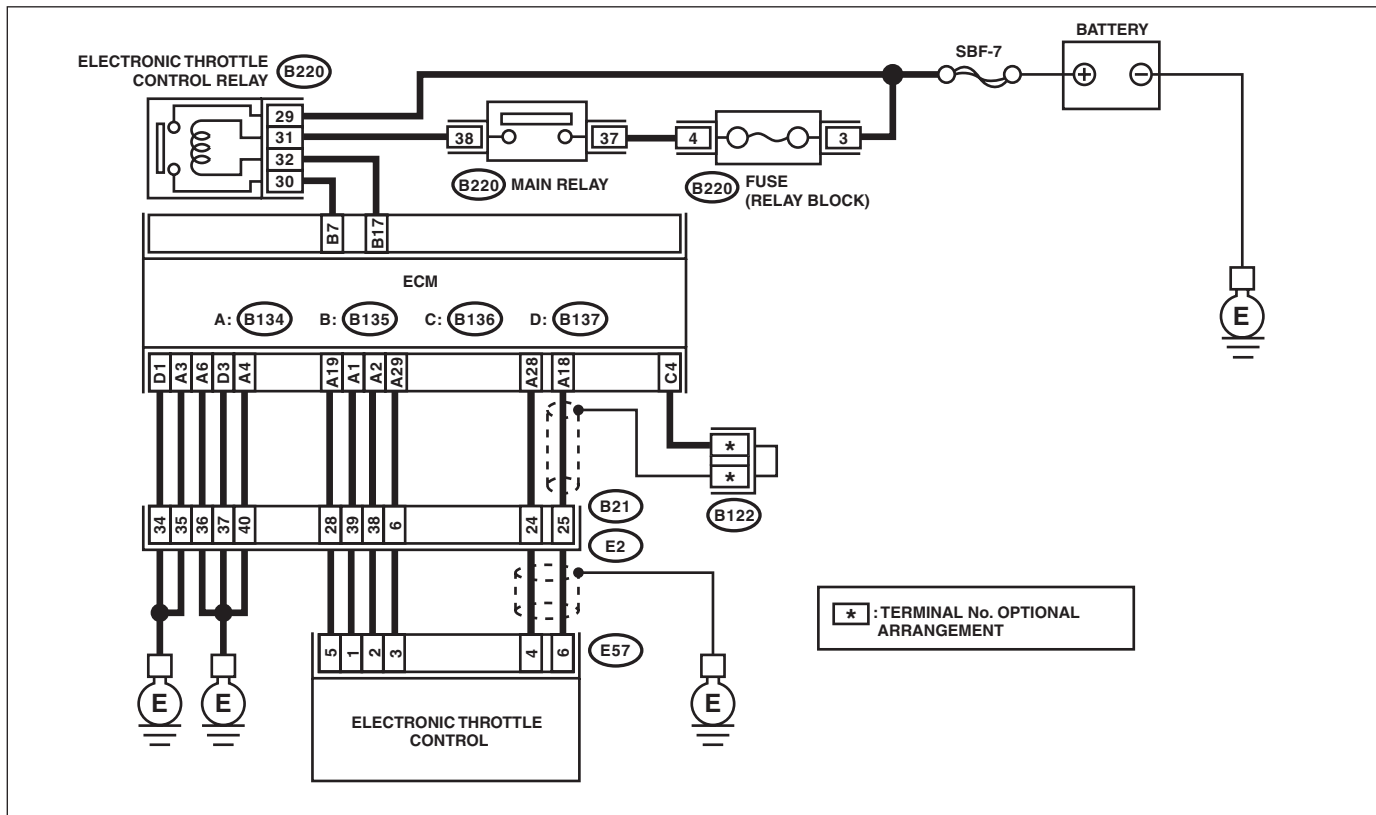 BATTERY
SBF-7
ELECTRONIC THROTTLE
CONTROL RELAY
B220
29
31
32
30
38
37
4
3
B220
MAIN RELAY
B220
FUSE
(RELAY BLOCK)
B7
B17
ECM
A: B134 B: B135 C: B136 D: B137
E
D1
A3
A6
D3
A4
A19
A1
A2
A29
A28
A18
C4
*
*
B122
B21
34
35
36
37
40
28
39
38
6
24
25
E2
* : TERMINAL No. OPTIONAL
ARRANGEMENT
5
1
2
3
4
6
E57
E
E
E
ELECTRONIC THROTTLE
CONTROL